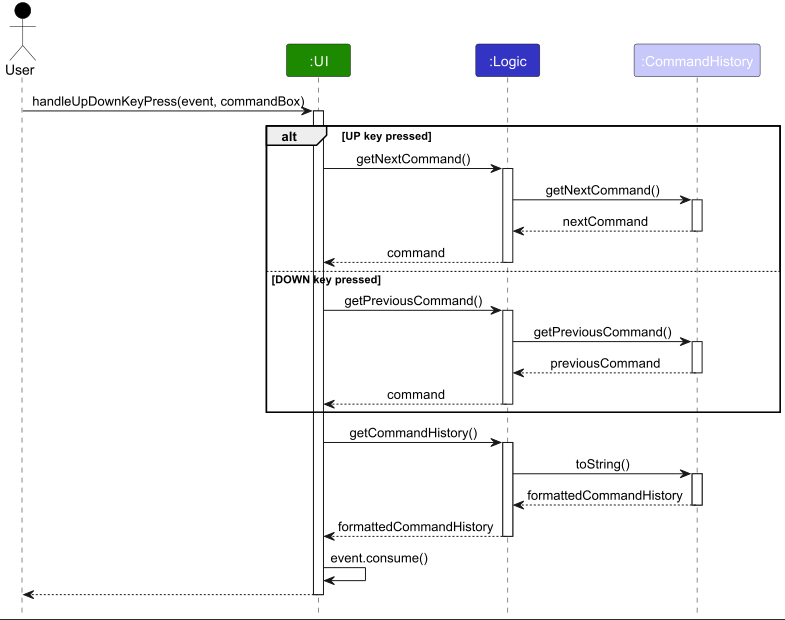 User
:UI
:Logic
:CommandHistory
handleUpDownKeyPress(event, commandBox)
alt
[UP key pressed]
getNextCommand()
getNextCommand()
nextCommand
command
[DOWN key pressed]
getPreviousCommand()
getPreviousCommand()
previousCommand
command
getCommandHistory()
toString()
formattedCommandHistory
formattedCommandHistory
event.consume()